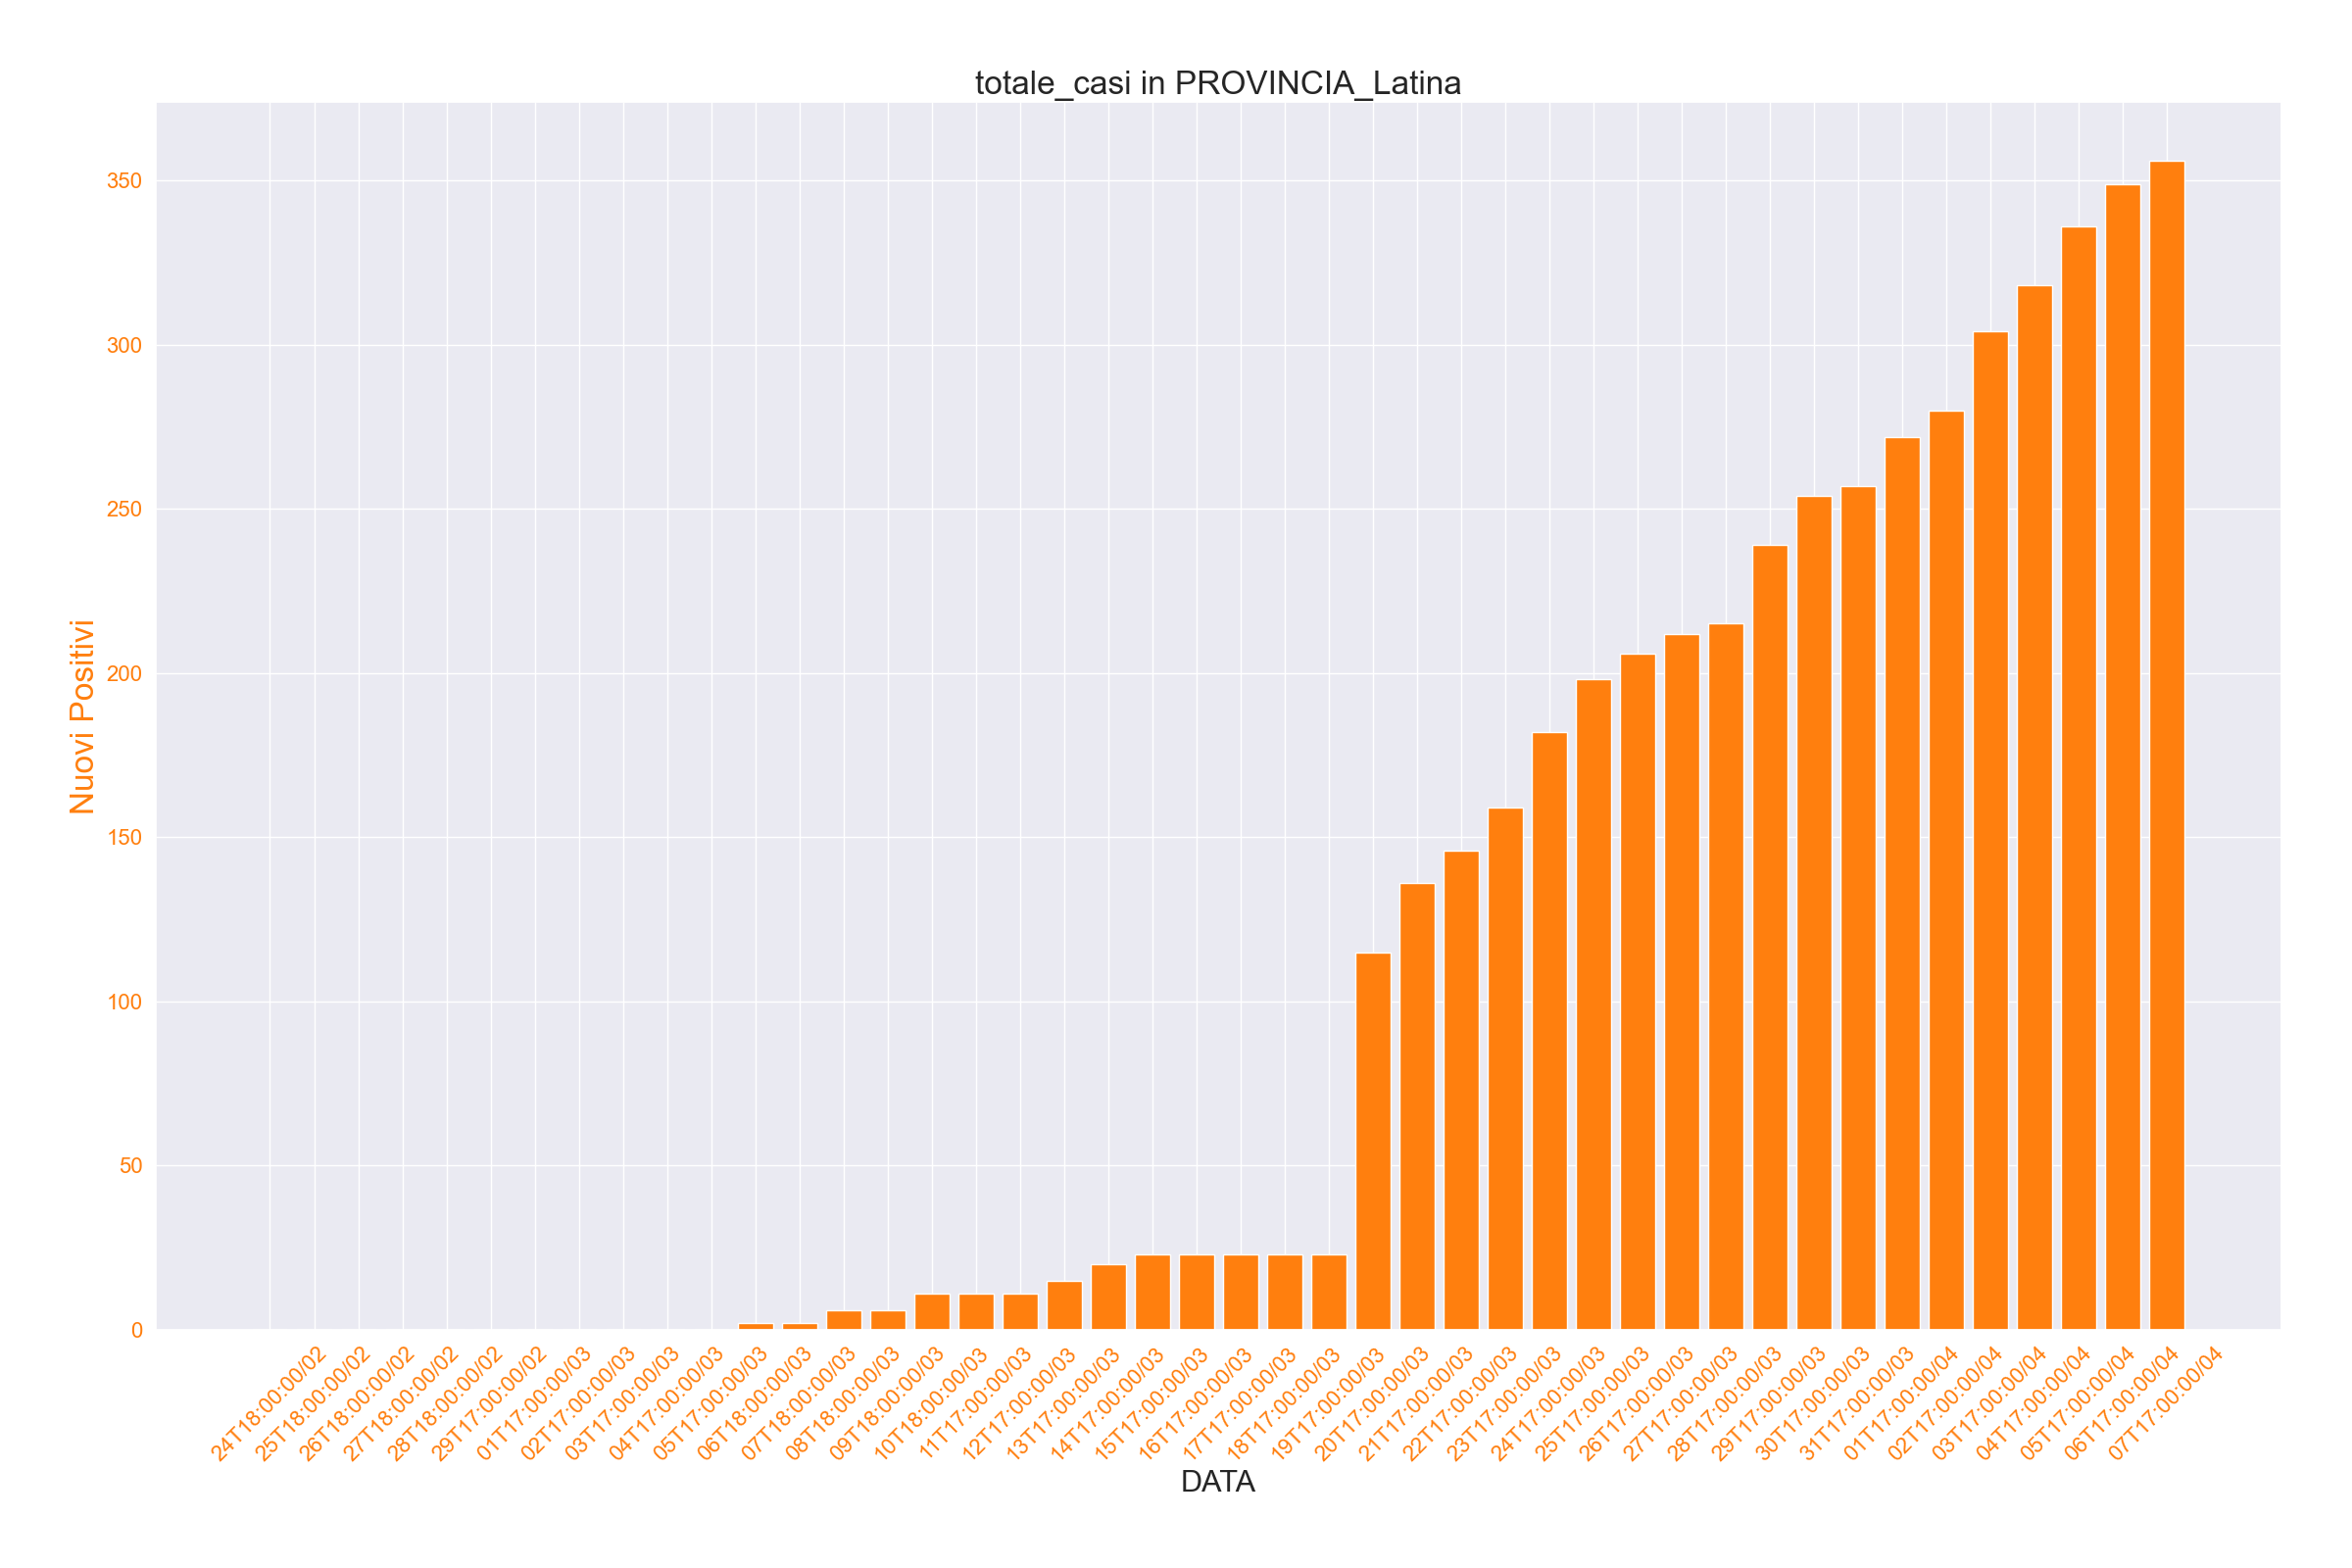 totale_casi in PROVINCIA_Latina
Nuovi Positivi
350
300
250
200
150
100
50
0
24T18:00:00/02
25T18:00:00/02
26T18:00:00/02
27T18:00:00/02
28T18:00:00/02
29T17:00:00/02
01T17:00:00/03
02T17:00:00/03
03T17:00:00/03
04T17:00:00/03
05T17:00:00/03
06T18:00:00/03
07T18:00:00/03
08T18:00:00/03
09T18:00:00/03
10T18:00:00/03
11T17:00:00/03
12T17:00:00/03
13T17:00:00/03
14T17:00:00/03
15T17:00:00/03
16T17:00:00/03
17T17:00:00/03
18T17:00:00/03
19T17:00:00/03
20T17:00:00/03
21T17:00:00/03
22T17:00:00/03
23T17:00:00/03
24T17:00:00/03
25T17:00:00/03
26T17:00:00/03
27T17:00:00/03
28T17:00:00/03
29T17:00:00/03
30T17:00:00/03
31T17:00:00/03
01T17:00:00/04
02T17:00:00/04
03T17:00:00/04
04T17:00:00/04
05T17:00:00/04
06T17:00:00/04
07T17:00:00/04
DATA